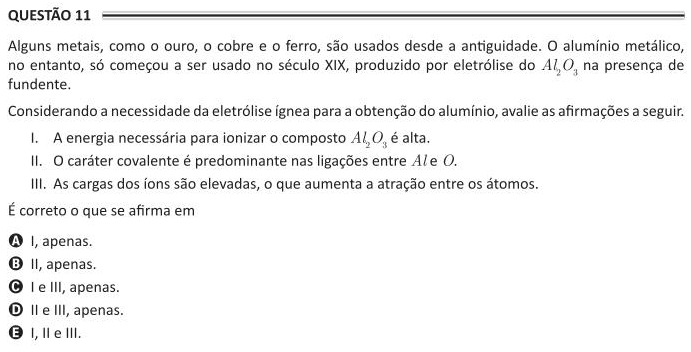 QUESTÃO 11
Alguns metais, como o ouro, o cobre e o ferro, são usados desde a antiguidade. O alumínio metálico,
no entanto, só começou a ser usado no século XIX, produzido por eletrólise do Al₂O₃ na presença de
fundente.
Considerando a necessidade da eletrólise ígnea para a obtenção do alumínio, avalie as afirmações a seguir.
I. A energia necessária para ionizar o composto Al₂O₃ é alta.
II. O caráter covalente é predominante nas ligações entre Al e O.
III. As cargas dos íons são elevadas, o que aumenta a atração entre os átomos.
É correto o que se afirma em
A I, apenas.
B II, apenas.
C I e III, apenas.
D II e III, apenas.
E I, II e III.